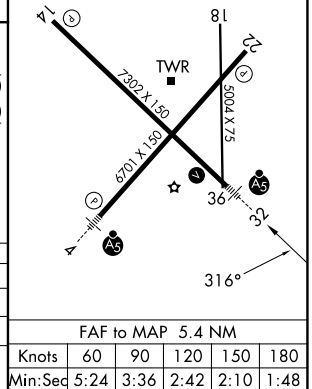 14
P
18
22
P
TWR
7302 X 150
5004 X 75
6701 X 150
P
V
A5
36
32
4
A5
316°
FAF to MAP 5.4 NM
Knots 60 90 120 150 180
Min:Sec 5:24 3:36 2:42 2:10 1:48